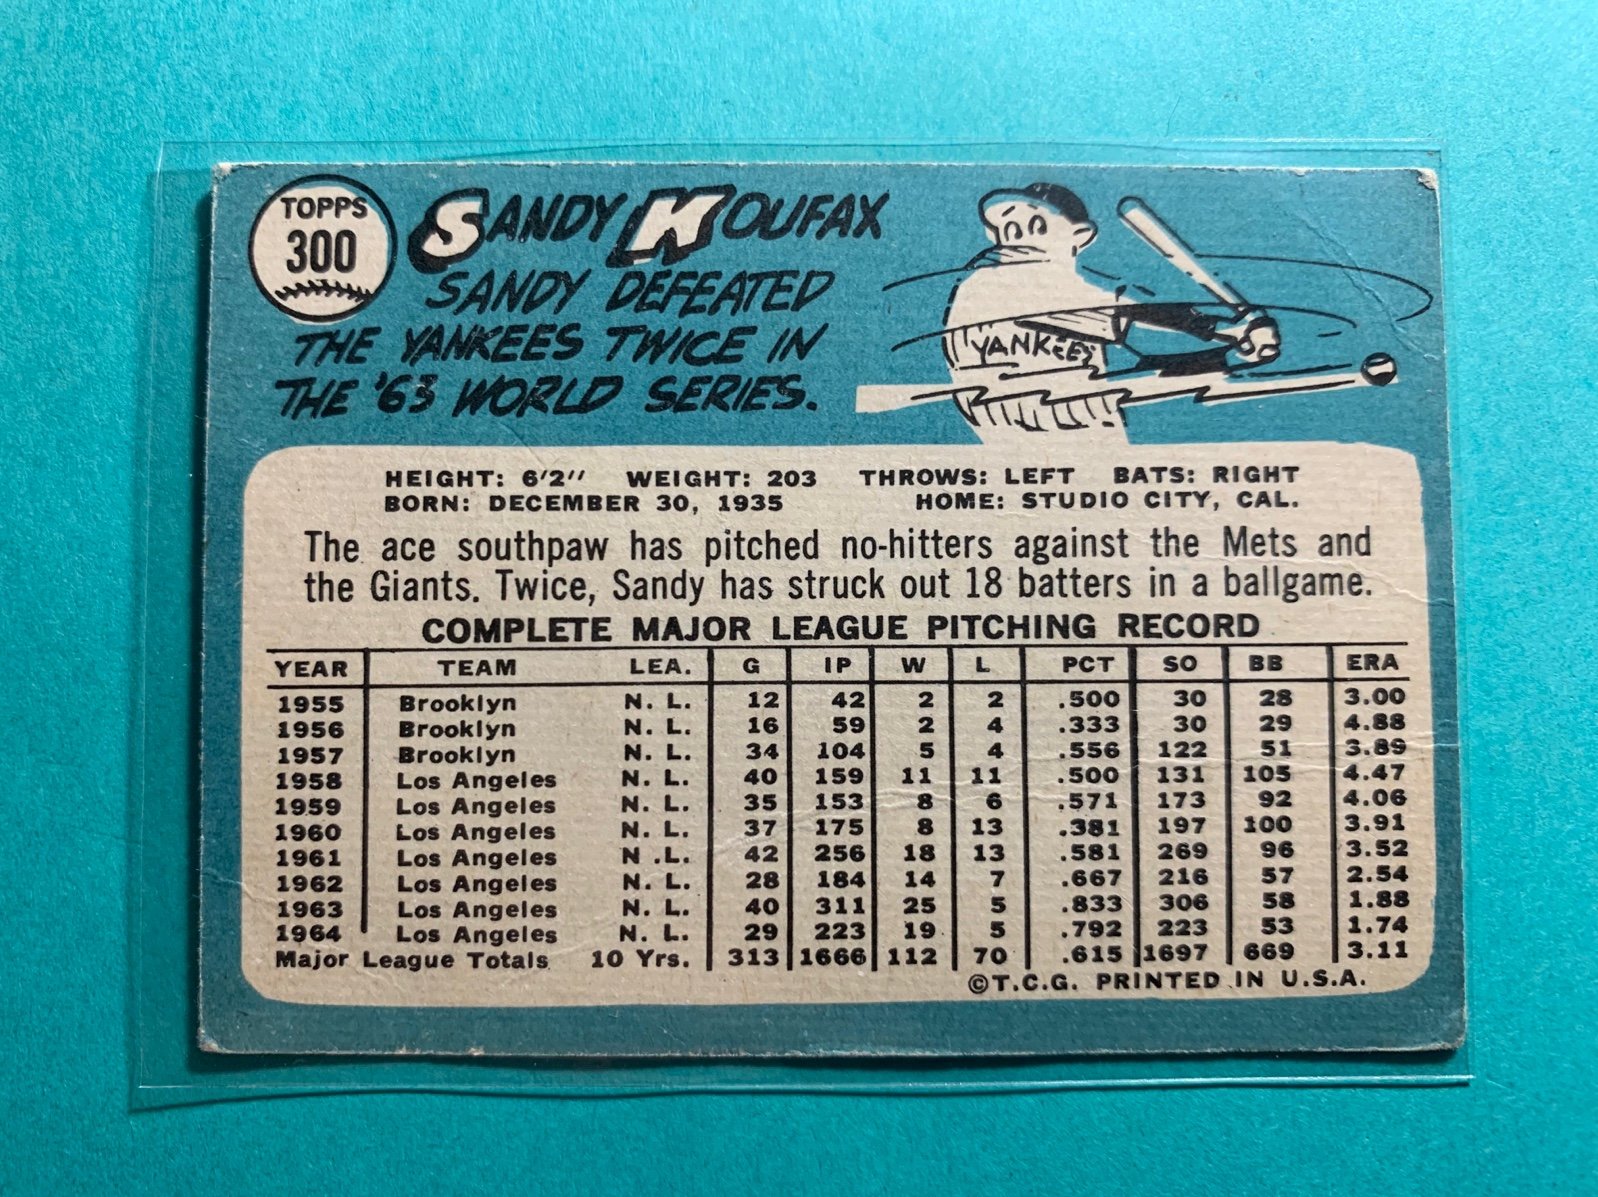 TOPPS
300
SANDY KOUFAX
SANDY DEFEATED
THE YANKEES TWICE IN
THE '63 WORLD SERIES.
YANKEES
HEIGHT: 6'2" WEIGHT: 203 THROWS: LEFT BATS: RIGHT
BORN: DECEMBER 30, 1935 HOME: STUDIO CITY, CAL.
The ace southpaw has pitched no-hitters against the Mets and
the Giants. Twice, Sandy has struck out 18 batters in a ballgame.
COMPLETE MAJOR LEAGUE PITCHING RECORD
YEAR TEAM LEA. G IP W L PCT SO BB ERA
1955 Brooklyn N. L. 12 42 2 2 .500 30 28 3.00
1956 Brooklyn N. L. 16 59 2 4 .333 30 29 4.88
1957 Brooklyn N. L. 34 104 5 4 .556 122 51 3.89
1958 Los Angeles N. L. 40 159 11 11 .500 131 105 4.47
1959 Los Angeles N. L. 35 153 8 6 .571 173 92 4.06
1960 Los Angeles N. L. 37 175 8 13 .381 197 100 3.91
1961 Los Angeles N .L. 42 256 18 13 .581 269 96 3.52
1962 Los Angeles N. L. 28 184 14 7 .667 216 57 2.54
1963 Los Angeles N. L. 40 311 25 5 .833 306 58 1.88
1964 Los Angeles N. L. 29 223 19 5 .792 223 53 1.74
Major League Totals 10 Yrs. 313 1666 112 70 .615 1697 669 3.11
©T.C.G. PRINTED IN U.S.A.